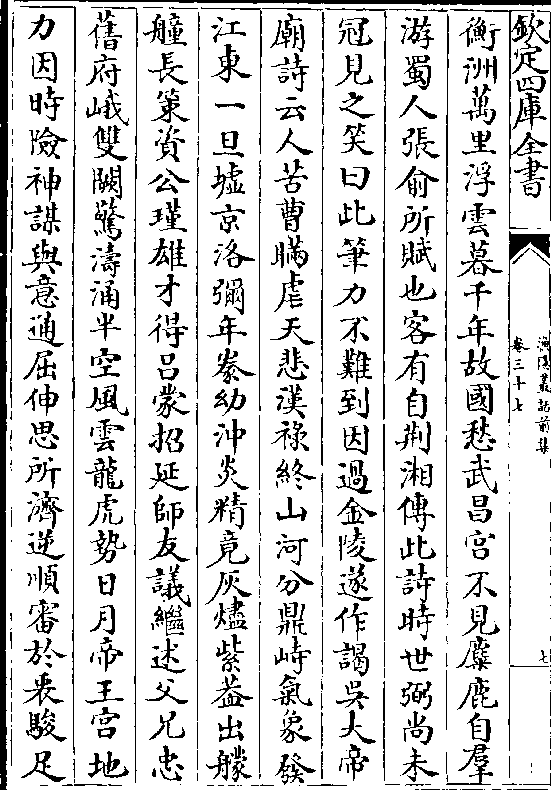 欽定四庫全書
漁隱叢話前集
卷三十七
七
衡洲萬里浮雲暮千年故國愁武昌宮不見麋鹿自羣
游蜀人張俞所賦也客有自荆湘傳此詩時世弼尚未
冠見之笑曰此筆力不難到因過金陵遂作謁吳大帝
廟詩云人苦曹瞞虐天悲漢祿終山河分鼎峙氣象發
江東一旦墟京洛彌年豢幼沖炎精竟灰燼紫葢出艨
艟長策資公瑾雄才得呂蒙招延師友議繼述父兄忠
舊府峨雙闕驚濤涌半空風雲龍虎勢日月帝王宮地
力因時險神謀與意通屈伸思所濟逆順審於衷駿足